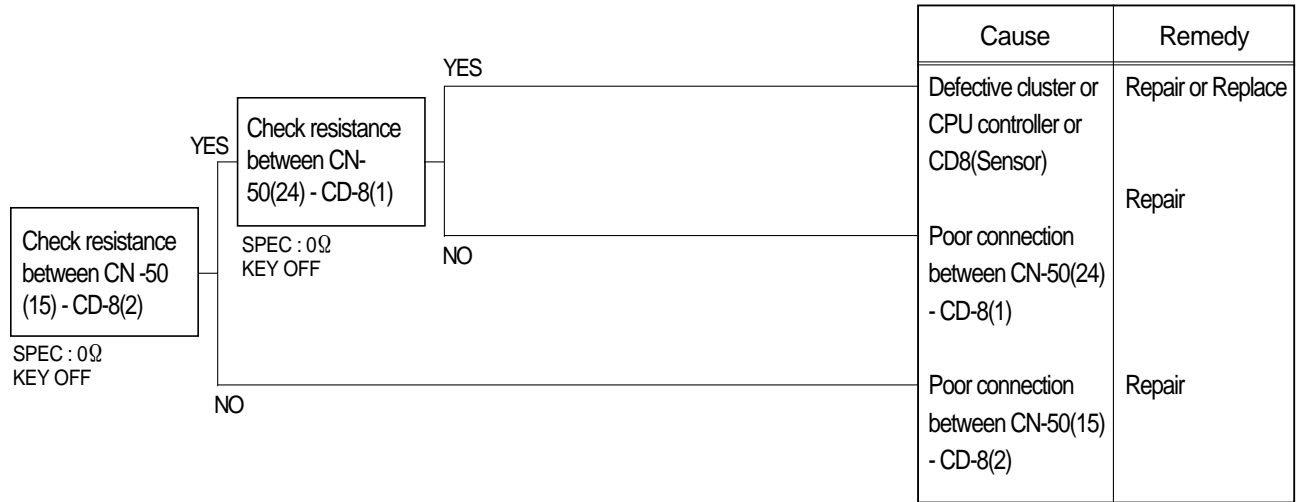 Cause
Remedy
YES
Defective cluster or
CPU controller or
CD8(Sensor)
Repair or Replace
YES
Check resistance
between CN-
50(24) - CD-8(1)
SPEC : 0Ω
KEY OFF
NO
Poor connection
between CN-50(24)
- CD-8(1)
Repair
Check resistance
between CN -50
(15) - CD-8(2)
SPEC : 0Ω
KEY OFF
NO
Poor connection
between CN-50(15)
- CD-8(2)
Repair